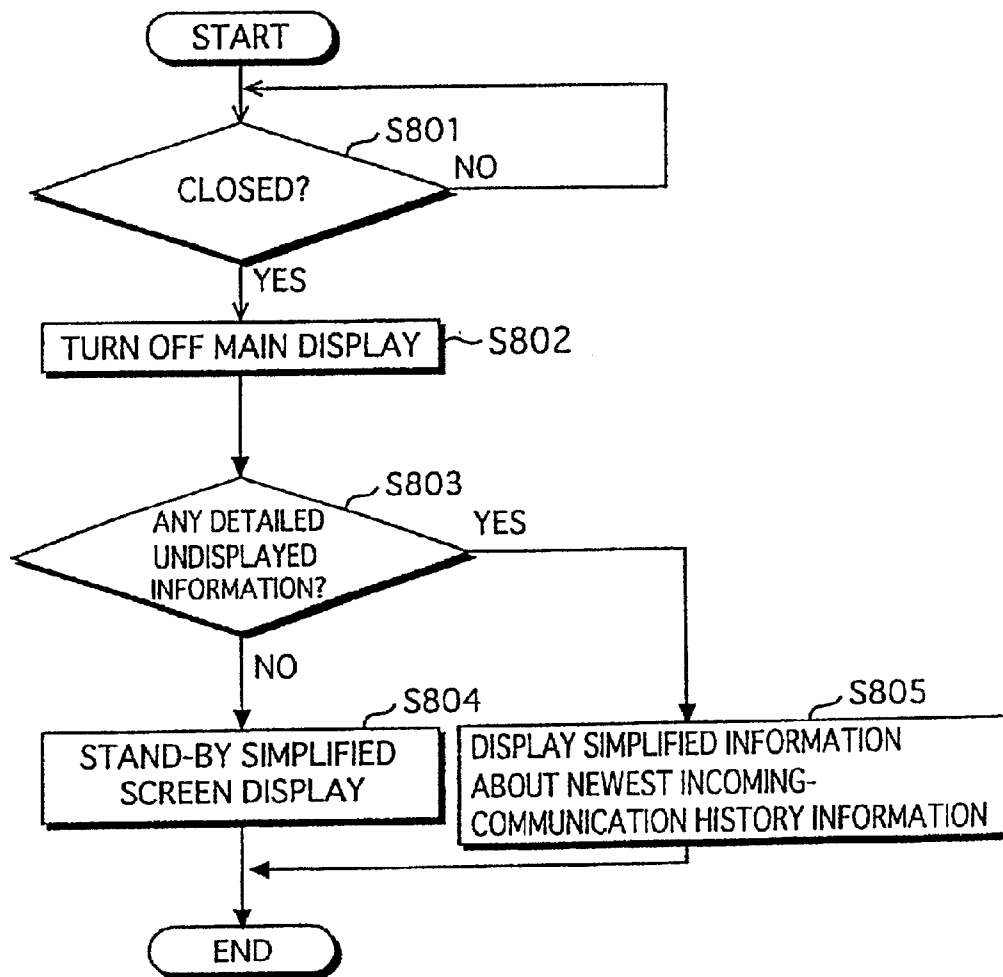 START
S801
CLOSED?
NO
YES
TURN OFF MAIN DISPLAY
S802
S803
ANY DETAILED
UNDISPLAYED
INFORMATION?
YES
NO
S804
STAND-BY SIMPLIFIED
SCREEN DISPLAY
S805
DISPLAY SIMPLIFIED INFORMATION
ABOUT NEWEST INCOMING-
COMMUNICATION HISTORY INFORMATION
END